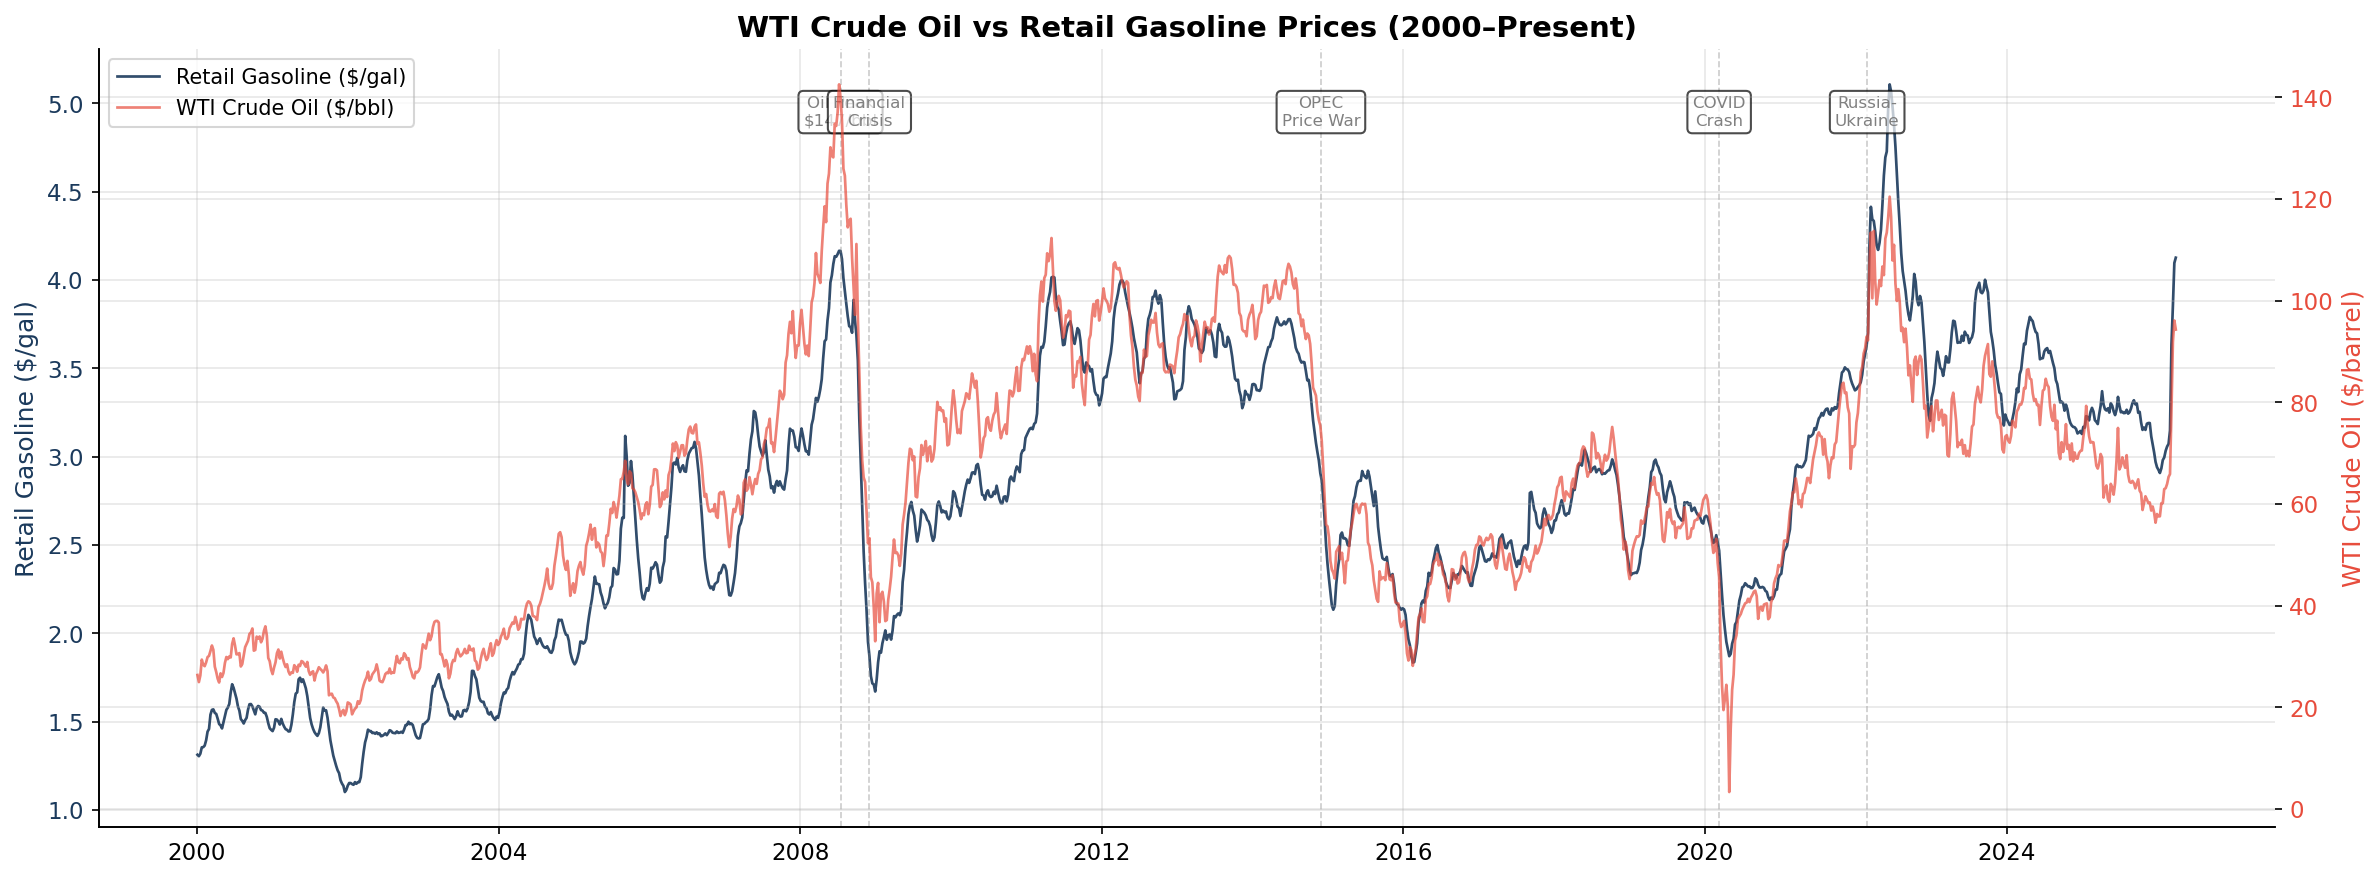 WTI Crude Oil vs Retail Gasoline Prices (2000–Present)
Retail Gasoline ($/gal)
WTI Crude Oil ($/bbl)
Oil
Financial
Crisis
OPEC
Price War
COVID
Crash
Russia-
Ukraine
Retail Gasoline ($/gal)
5.0
4.5
4.0
3.5
3.0
2.5
2.0
1.5
1.0
WTI Crude Oil ($/barrel)
140
120
100
80
60
40
20
0
2000
2004
2008
2012
2016
2020
2024